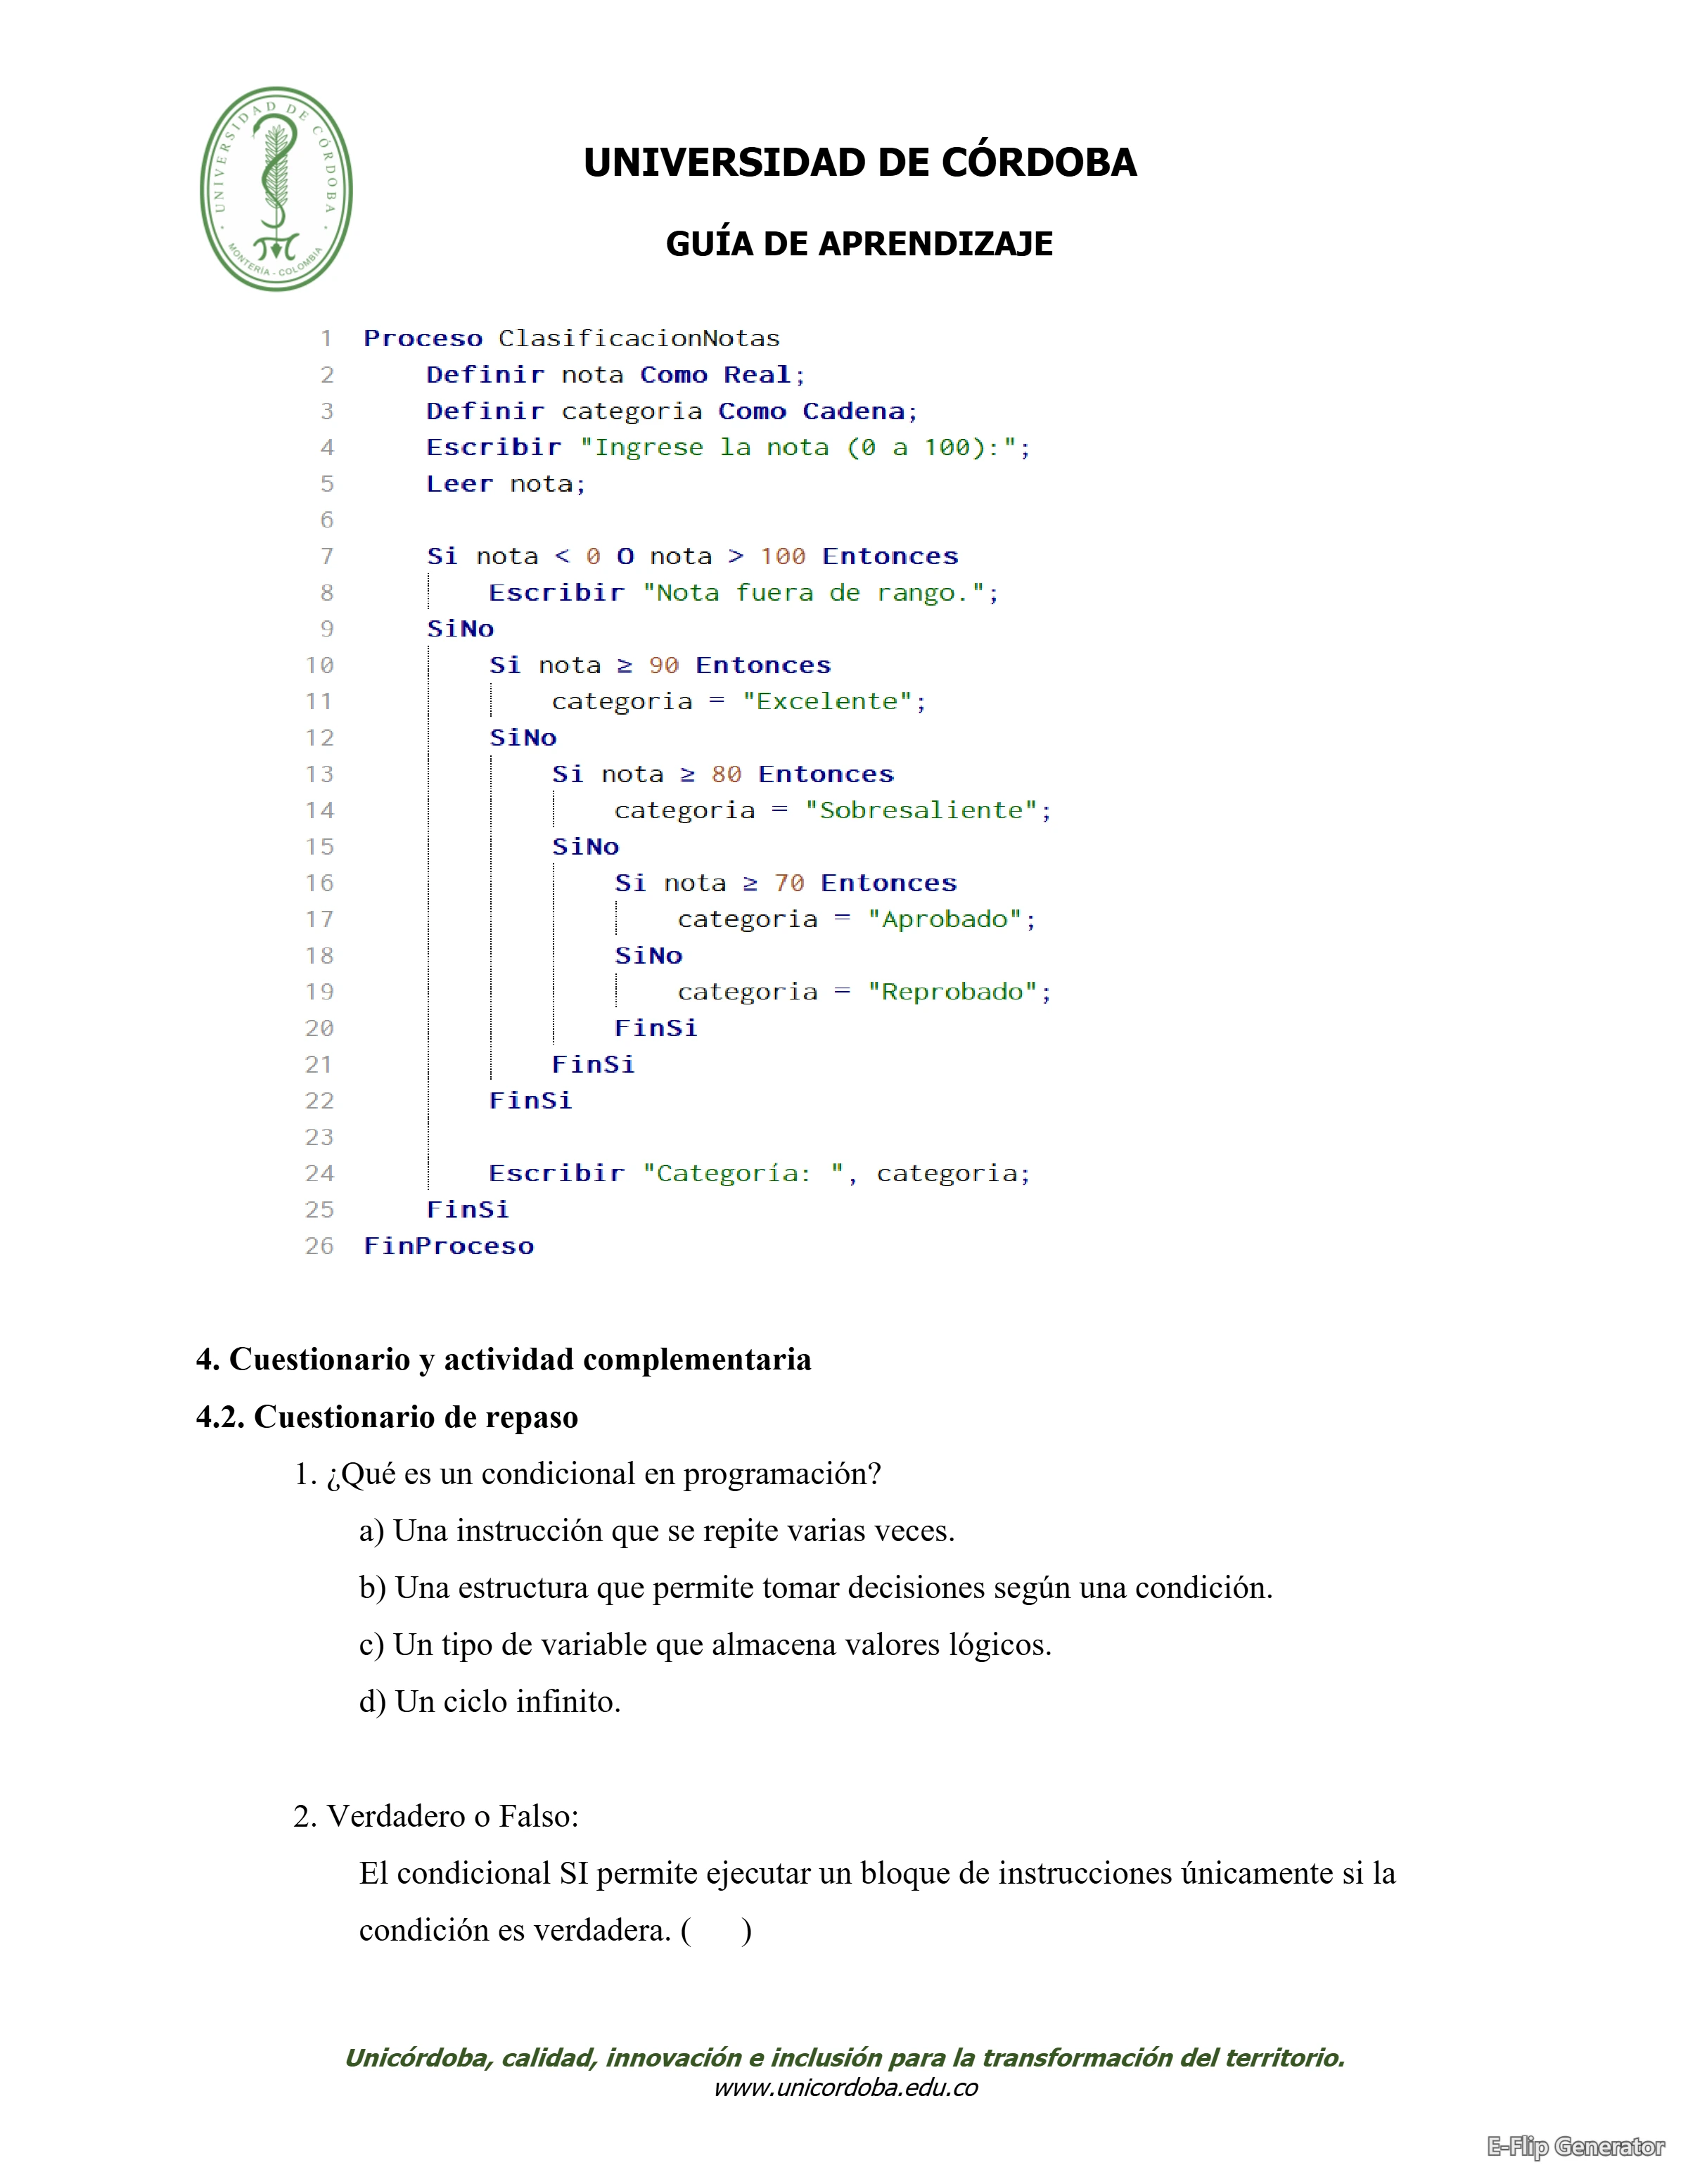 UNIVERSIDAD DE CÓRDOBA
MONTERÍA - COLOMBIA
UNIVERSIDAD DE CÓRDOBA
GUÍA DE APRENDIZAJE
1 Proceso ClasificacionNotas
2 Definir nota Como Real;
3 Definir categoria Como Cadena;
4 Escribir "Ingrese la nota (0 a 100):";
5 Leer nota;
6
7 Si nota < 0 O nota > 100 Entonces
8 Escribir "Nota fuera de rango.";
9 SiNo
10 Si nota ≥ 90 Entonces
11 categoria = "Excelente";
12 SiNo
13 Si nota ≥ 80 Entonces
14 categoria = "Sobresaliente";
15 SiNo
16 Si nota ≥ 70 Entonces
17 categoria = "Aprobado";
18 SiNo
19 categoria = "Reprobado";
20 FinSi
21 FinSi
22 FinSi
23
24 Escribir "Categoría: ", categoria;
25 FinSi
26 FinProceso
4. Cuestionario y actividad complementaria
4.2. Cuestionario de repaso
1. ¿Qué es un condicional en programación?
a) Una instrucción que se repite varias veces.
b) Una estructura que permite tomar decisiones según una condición.
c) Un tipo de variable que almacena valores lógicos.
d) Un ciclo infinito.
2. Verdadero o Falso:
El condicional SI permite ejecutar un bloque de instrucciones únicamente si la
condición es verdadera. ( )
Unicórdoba, calidad, innovación e inclusión para la transformación del territorio.
www.unicordoba.edu.co
E-Flip Generator